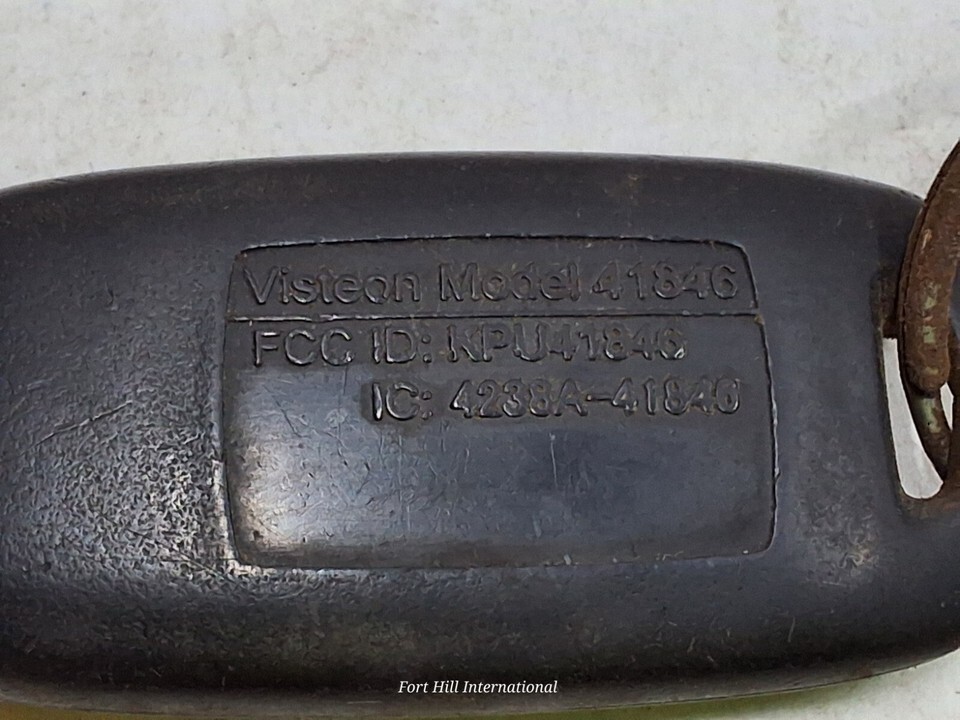 Visteon Model 41846
FCC ID: KPU41846
IC: 4238A-41846
Fort Hill International